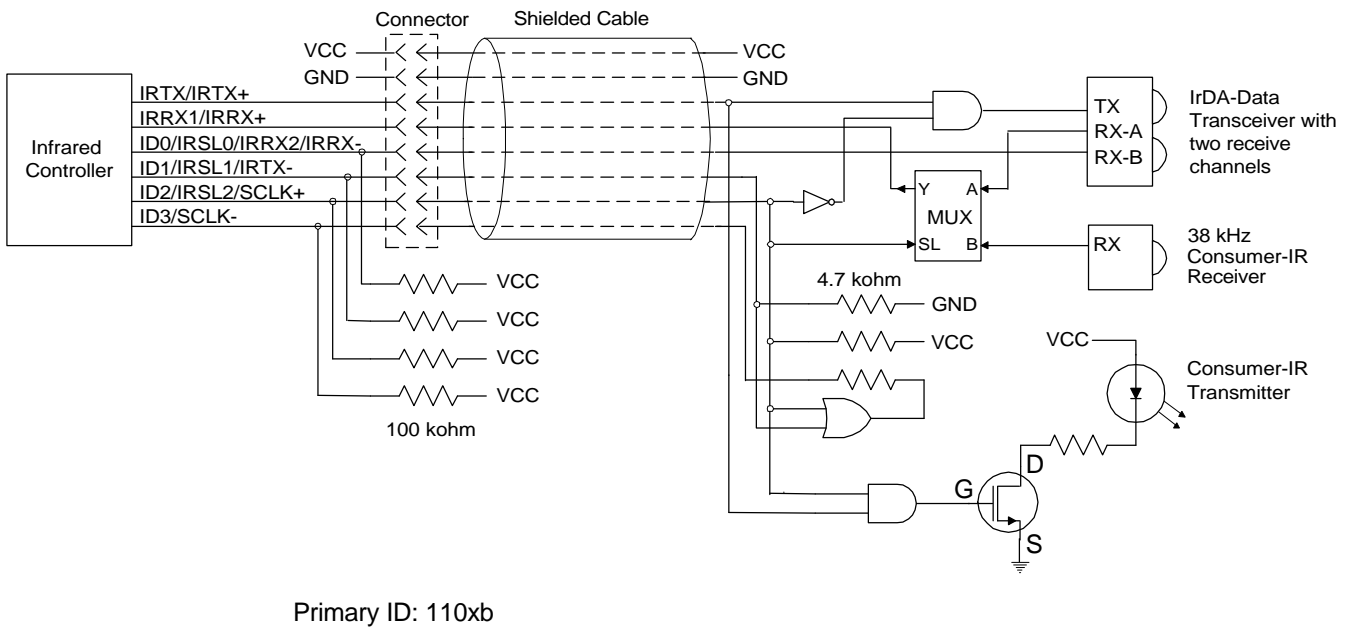 Connector
Shielded Cable
VCC
VCC
GND
GND
Infrared
Controller
IRTX/IRTX+
IRRX1/IRRX+
ID0/IRSL0/IRRX2/IRRX-
ID1/IRSL1/IRTX-
ID2/IRSL2/SCLK+
ID3/SCLK-
TX
RX-A
RX-B
IrDA-Data
Transceiver with
two receive
channels
Y
A
MUX
SL
B
RX
38 kHz
Consumer-IR
Receiver
VCC
VCC
VCC
VCC
100 kohm
4.7 kohm
GND
VCC
VCC
Consumer-IR
Transmitter
D
G
S
Primary ID: 110xb